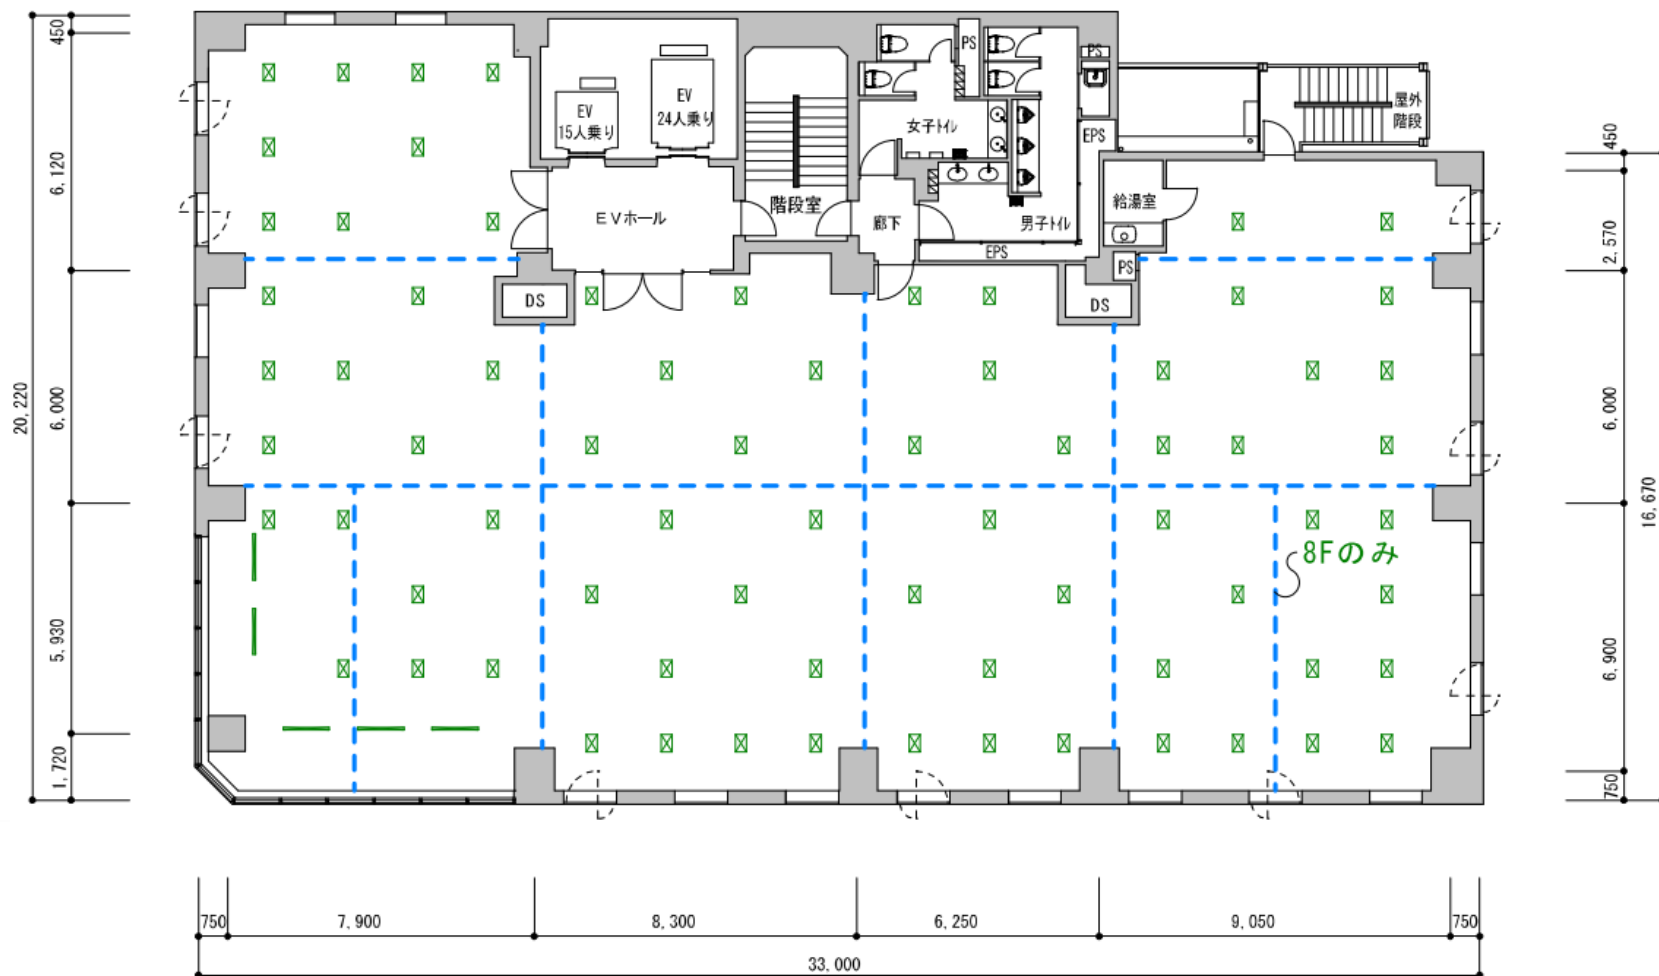 450
6,120
6,000
5,930
1,720
20,220
EV
15人乗り
EV
24人乗り
EVホール
階段室
廊下
女子ﾄｲﾚ
男子ﾄｲﾚ
PS
PS
EPS
EPS
給湯室
PS
DS
DS
屋外
階段
8Fのみ
450
2,570
6,000
6,900
750
16,670
750
7,900
8,300
6,250
9,050
750
33,000